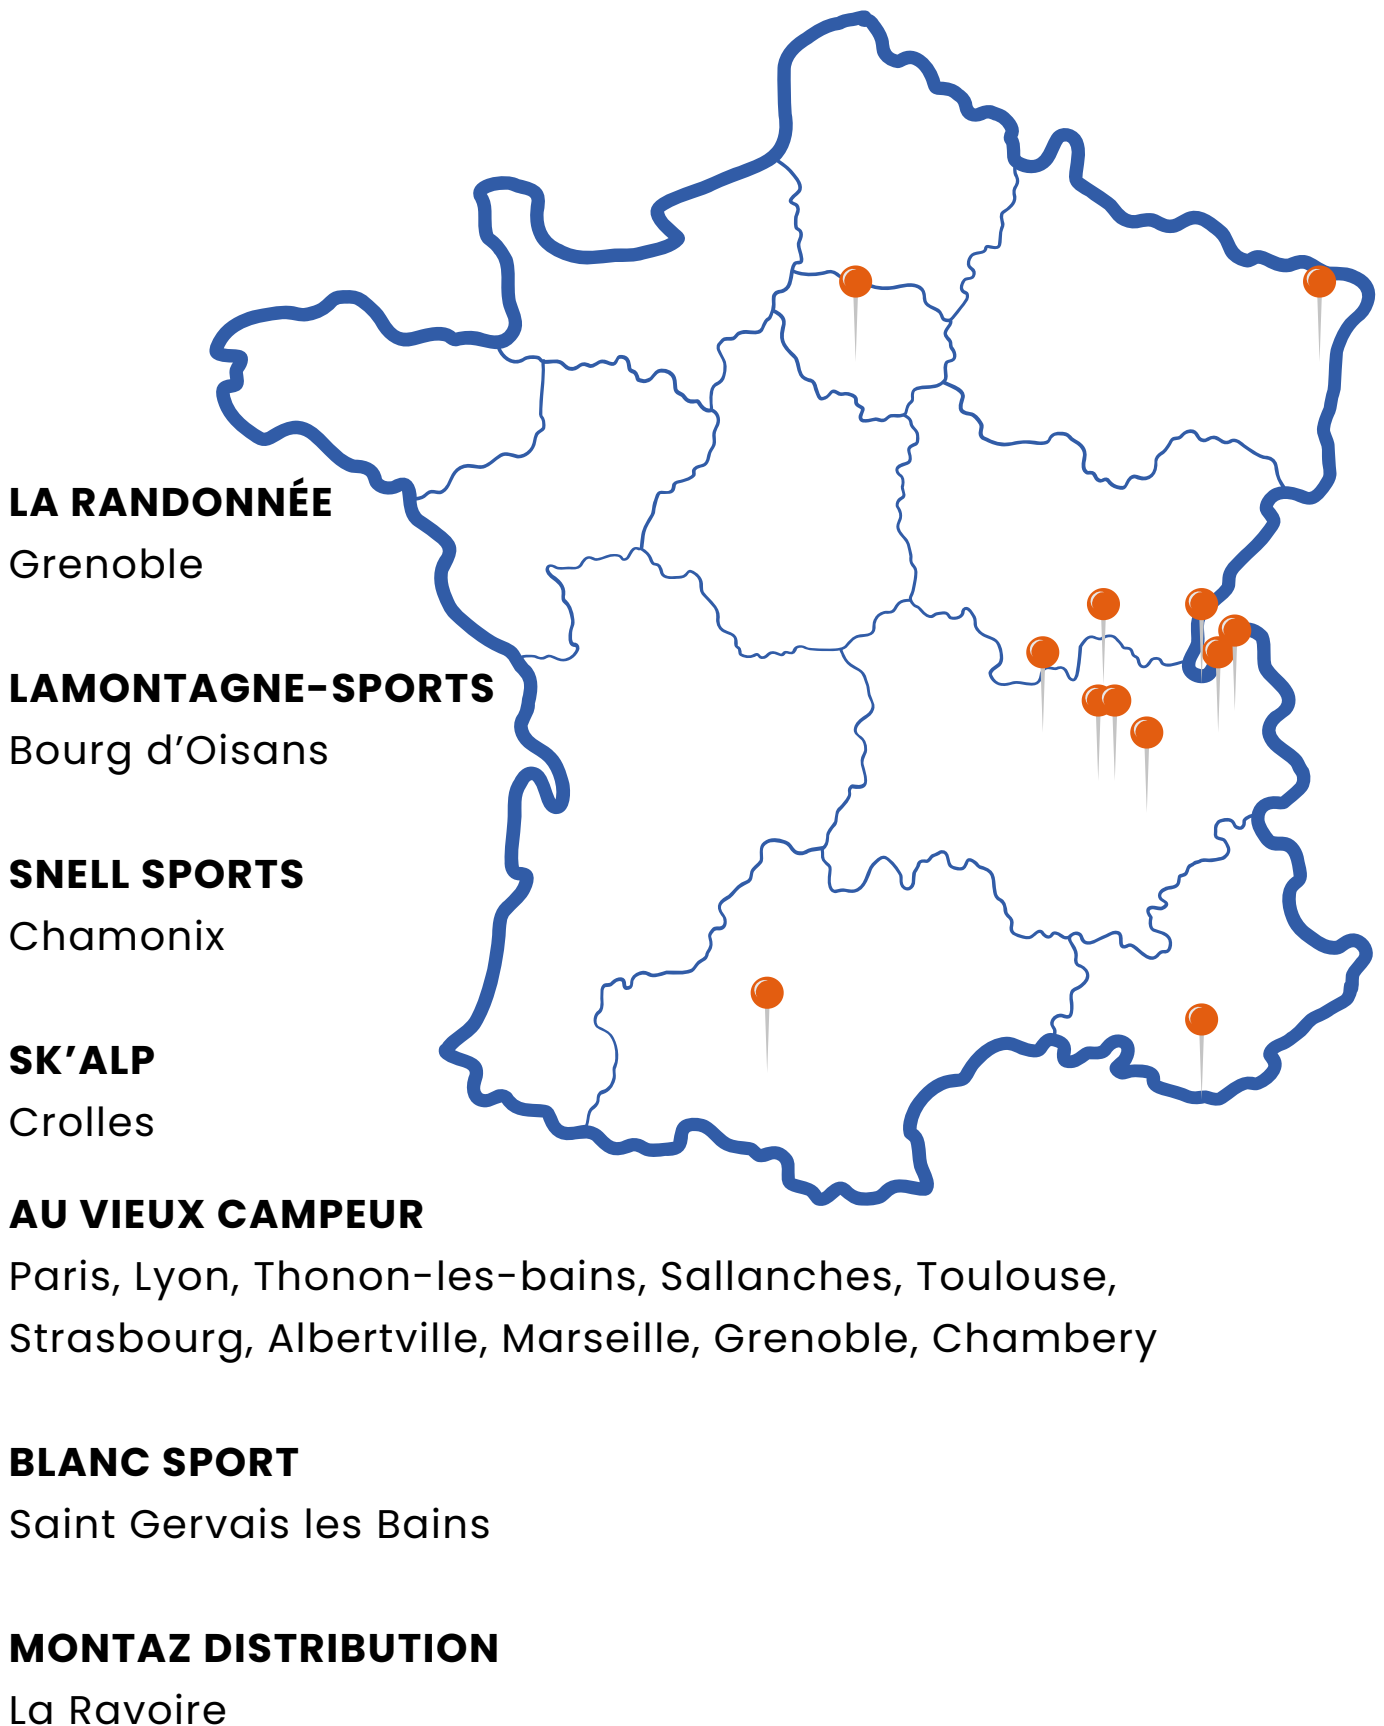 LA RANDONNÉE
Grenoble
LAMONTAGNE-SPORTS
Bourg d’Oisans
SNELL SPORTS
Chamonix
SK’ALP
Crolles
AU VIEUX CAMPEUR
Paris, Lyon, Thonon-les-bains, Sallanches, Toulouse,
Strasbourg, Albertville, Marseille, Grenoble, Chambery
BLANC SPORT
Saint Gervais les Bains
MONTAZ DISTRIBUTION
La Ravoire